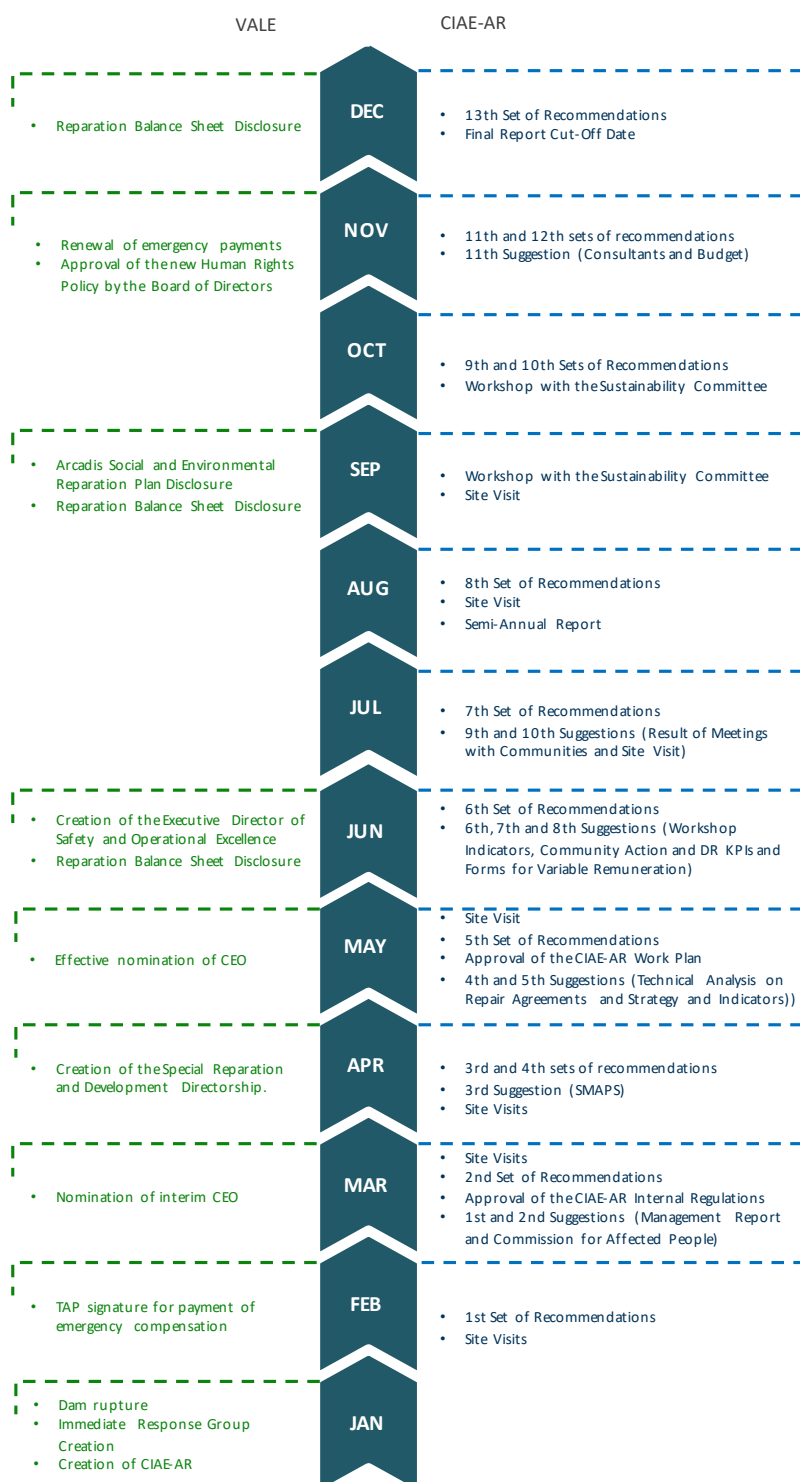 VALE
CIAE-AR
DEC
• Reparation Balance Sheet Disclosure
• 13th Set of Recommendations
• Final Report Cut-Off Date
NOV
• Renewal of emergency payments
• Approval of the new Human Rights
Policy by the Board of Directors
• 11th and 12th sets of recommendations
• 11th Suggestion (Consultants and Budget)
OCT
• 9th and 10th Sets of Recommendations
• Workshop with the Sustainability Committee
SEP
• Arcadis Social and Environmental
Reparation Plan Disclosure
• Reparation Balance Sheet Disclosure
• Workshop with the Sustainability Committee
• Site Visit
AUG
• 8th Set of Recommendations
• Site Visit
• Semi-Annual Report
JUL
• 7th Set of Recommendations
• 9th and 10th Suggestions (Result of Meetings
with Communities and Site Visit)
JUN
• Creation of the Executive Director of
Safety and Operational Excellence
• Reparation Balance Sheet Disclosure
• 6th Set of Recommendations
• 6th, 7th and 8th Suggestions (Workshop
Indicators, Community Action and DR KPIs and
Forms for Variable Remuneration)
MAY
• Effective nomination of CEO
• Site Visit
• 5th Set of Recommendations
• Approval of the CIAE-AR Work Plan
• 4th and 5th Suggestions (Technical Analysis on
Repair Agreements and Strategy and Indicators))
APR
• Creation of the Special Reparation
and Development Directorship.
• 3rd and 4th sets of recommendations
• 3rd Suggestion (SMAPS)
• Site Visits
MAR
• Nomination of interim CEO
• Site Visits
• 2nd Set of Recommendations
• Approval of the CIAE-AR Internal Regulations
• 1st and 2nd Suggestions (Management Report
and Commission for Affected People)
FEB
• TAP signature for payment of
emergency compensation
• 1st Set of Recommendations
• Site Visits
JAN
• Dam rupture
• Immediate Response Group
Creation
• Creation of CIAE-AR